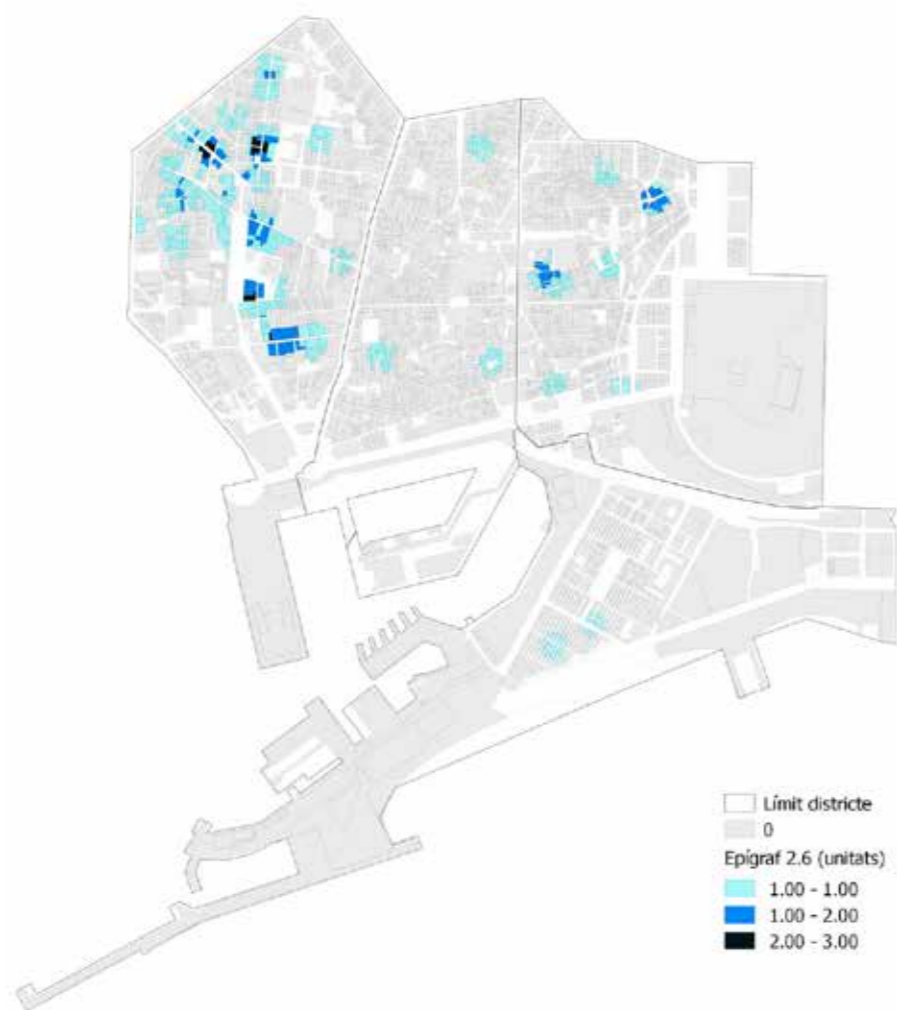 Límit districte
0
Epígraf 2.6 (unitats)
1.00 - 1.00
1.00 - 2.00
2.00 - 3.00